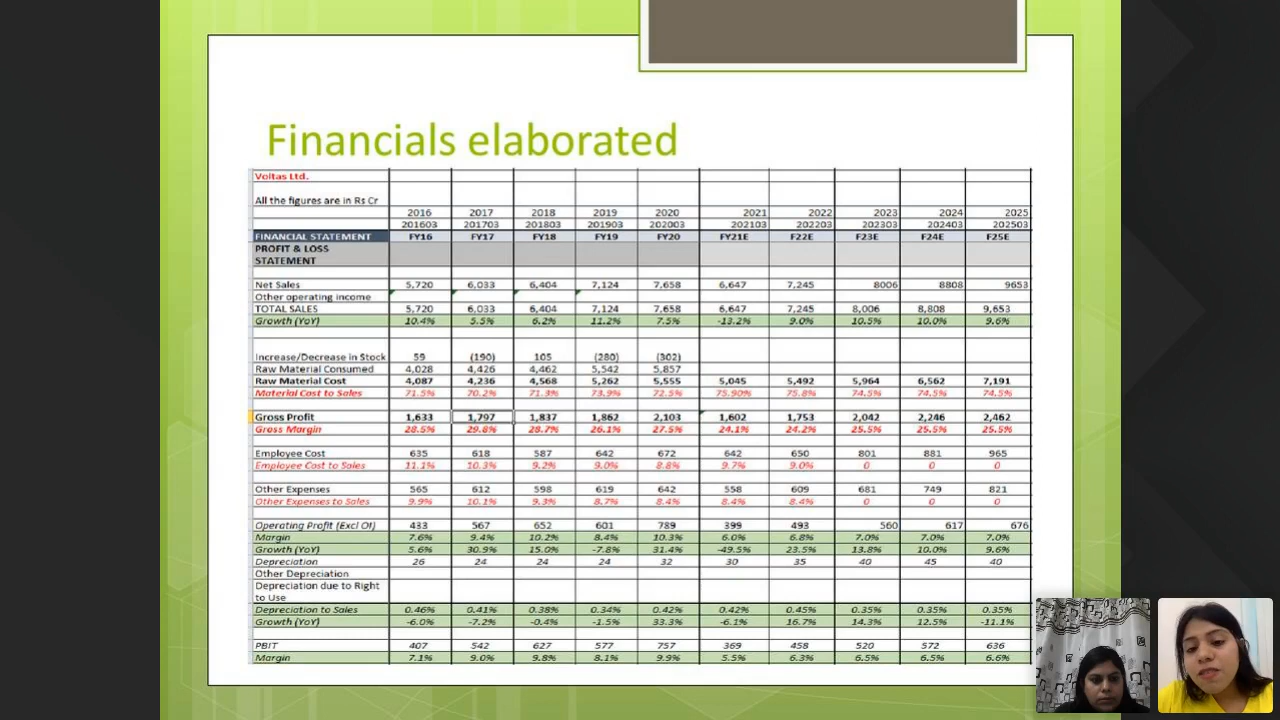 Financials elaborated
Voltas Ltd.
All the figures are in Rs Cr
2016 2017 2018 2019 2020 2021 2022 2023 2024 2025
201603 201703 201803 201903 202003 202103 202203 202303 202403 202503
FINANCIAL STATEMENT FY16 FY17 FY18 FY19 FY20 FY21E F22E F23E F24E F25E
PROFIT & LOSS
STATEMENT
Net Sales 5,720 6,033 6,404 7,124 7,658 6,647 7,245 8006 8808 9653
Other operating income
TOTAL SALES 5,720 6,033 6,404 7,124 7,658 6,647 7,245 8,006 8,808 9,653
Growth (YoY) 10.4% 5.5% 6.2% 11.2% 7.5% -13.2% 9.0% 10.5% 10.0% 9.6%
Increase/Decrease in Stock 59 (190) 105 (280) (302)
Raw Material Consumed 4,028 4,426 4,462 5,542 5,857
Raw Material Cost 4,087 4,236 4,568 5,262 5,555 5,045 5,492 5,964 6,562 7,191
Material Cost to Sales 71.5% 70.2% 71.3% 73.9% 72.5% 75.90% 75.8% 74.5% 74.5% 74.5%
Gross Profit 1,633 1,797 1,837 1,862 2,103 1,602 1,753 2,042 2,246 2,462
Gross Margin 28.5% 29.8% 28.7% 26.1% 27.5% 24.1% 24.2% 25.5% 25.5% 25.5%
Employee Cost 635 618 587 642 672 642 650 801 881 965
Employee Cost to Sales 11.1% 10.3% 9.2% 9.0% 8.8% 9.7% 9.0% 0 0 0
Other Expenses 565 612 598 619 642 558 609 681 749 821
Other Expenses to Sales 9.9% 10.1% 9.3% 8.7% 8.4% 8.4% 8.4% 0 0 0
Operating Profit (Excl OI) 433 567 652 601 789 399 493 560 617 676
Margin 7.6% 9.4% 10.2% 8.4% 10.3% 6.0% 6.8% 7.0% 7.0% 7.0%
Growth (YoY) 5.6% 30.9% 15.0% -7.8% 31.4% -49.5% 23.5% 13.8% 10.0% 9.6%
Depreciation 26 24 24 24 32 30 35 40 45 40
Other Depreciation
Depreciation due to Right
to Use
Depreciation to Sales 0.46% 0.41% 0.38% 0.34% 0.42% 0.42% 0.45% 0.35% 0.35% 0.35%
Growth (YoY) -6.0% -7.2% -0.4% -1.5% 33.3% -6.1% 16.7% 14.3% 12.5% -11.1%
PBIT 407 542 627 577 757 369 458 520 572 636
Margin 7.1% 9.0% 9.8% 8.1% 9.9% 5.5% 6.3% 6.5% 6.5% 6.6%